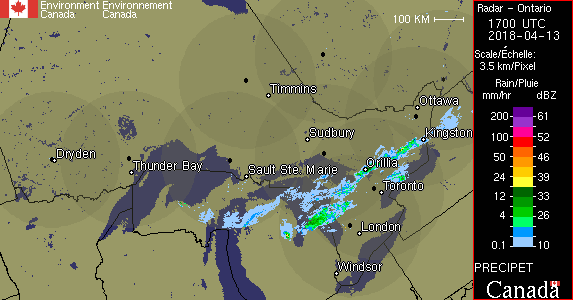 Environment Environnement
Canada Canada
100 KM
Radar - Ontario
1700 UTC
2018-04-13
Scale/Échelle:
3.5 km/Pixel
Rain/Pluie
mm/hr dBZ
200 61
100 52
50 46
24 39
12 33
4 26
0.1 10
PRECIPET
Canada
Timmins
Ottawa
Sudbury
Kingston
Dryden
Thunder Bay
Sault Ste. Marie
Orillia
Toronto
London
Windsor